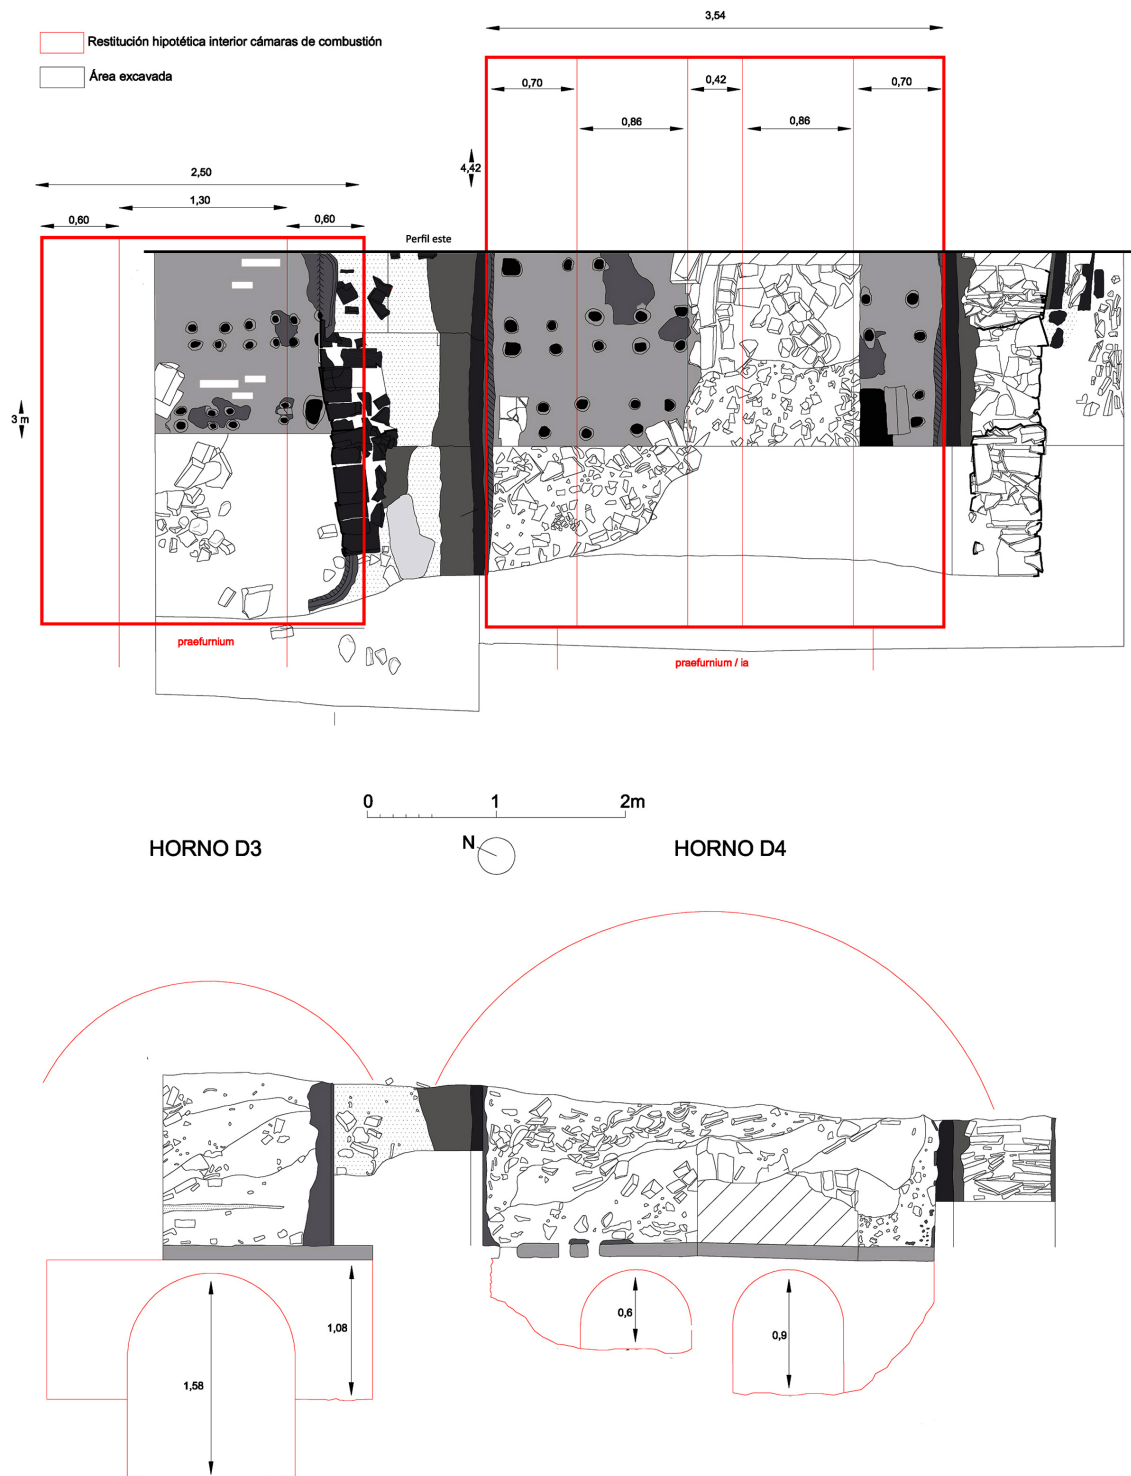 3,54
Restitución hipotética interior cámaras de combustión
Área excavada
0,70
0,42
0,70
0,86
0,86
4,42
2,50
1,30
0,60
0,60
Perfil este
3 m
praefurnium
praefurnium / ia
0 1 2m
N
HORNO D3
HORNO D4
1,08
0,6
0,9
1,58